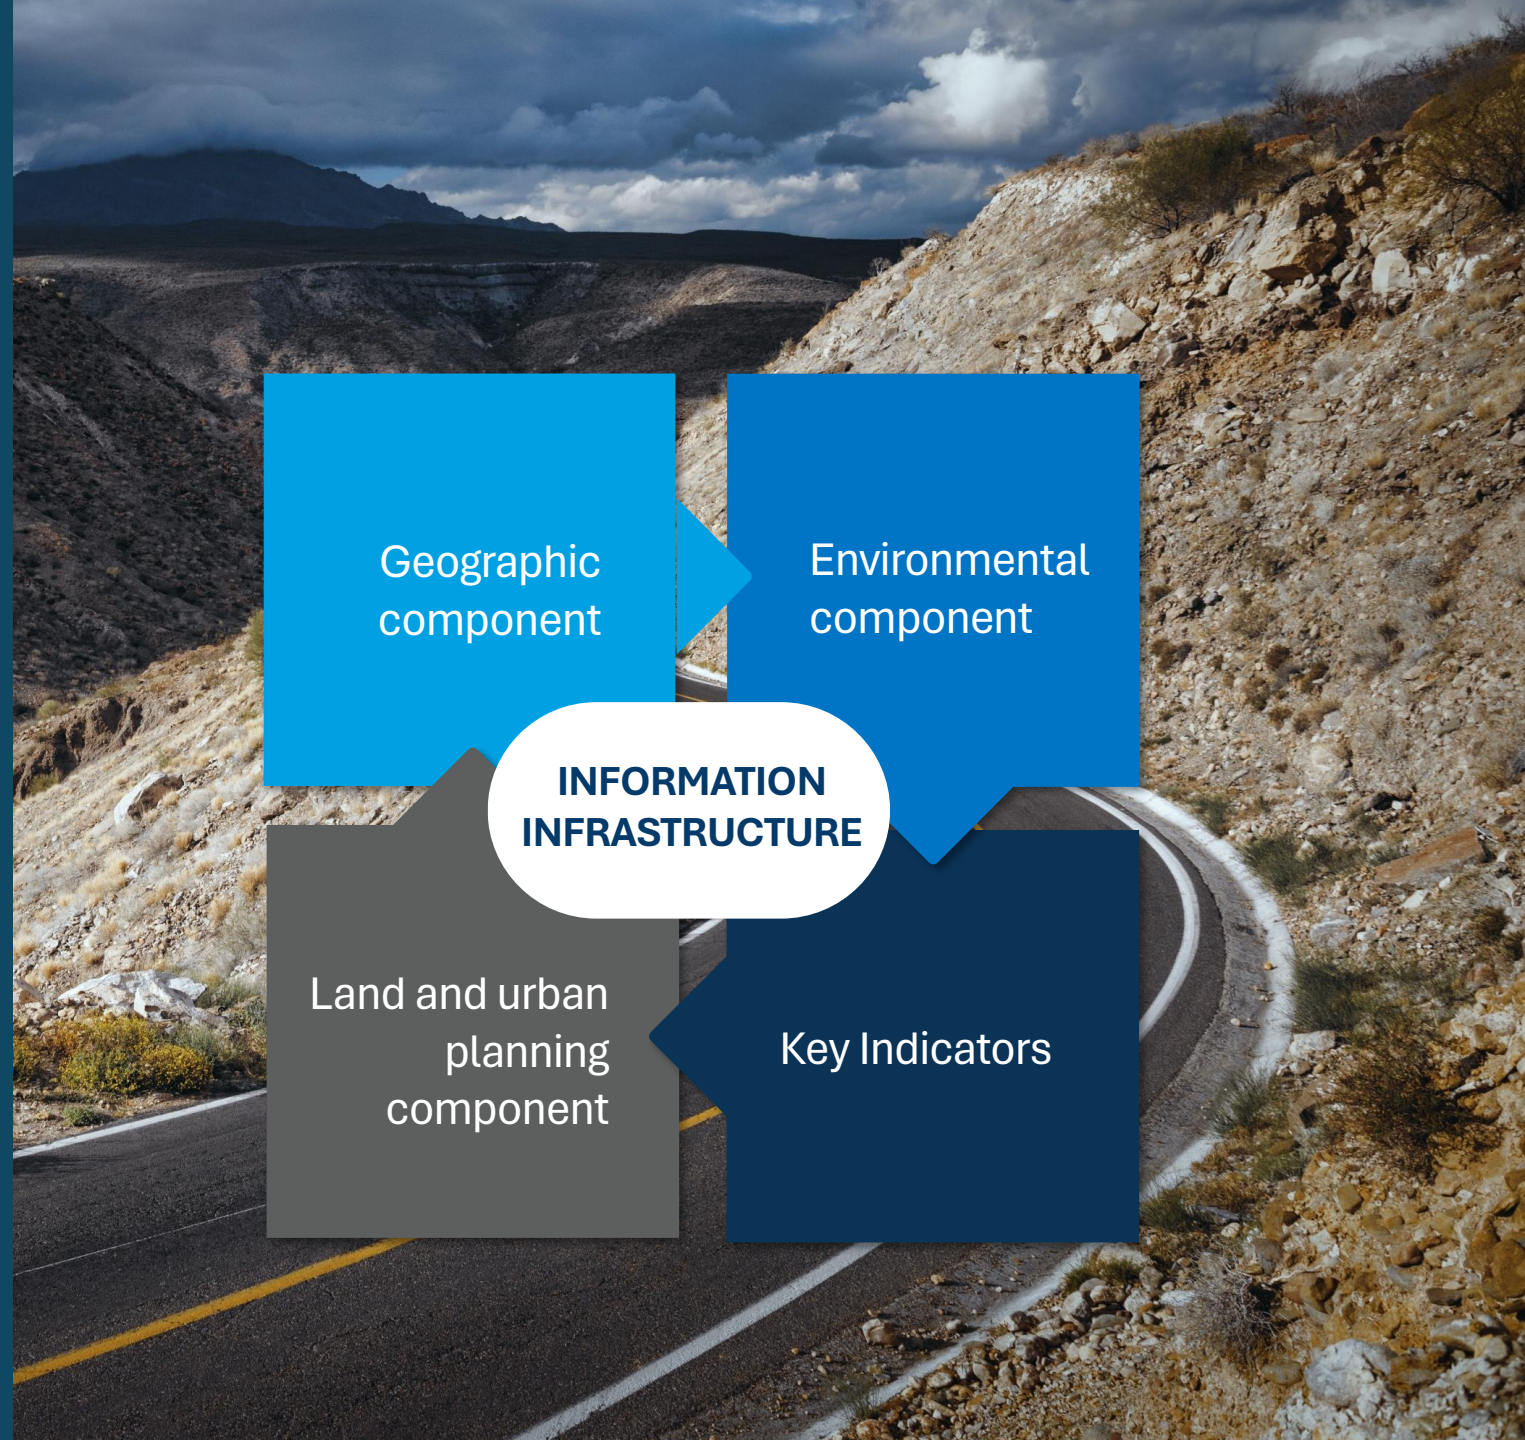 Geographic
component
Environmental
component
INFORMATION
INFRASTRUCTURE
Land and urban
planning
component
Key Indicators